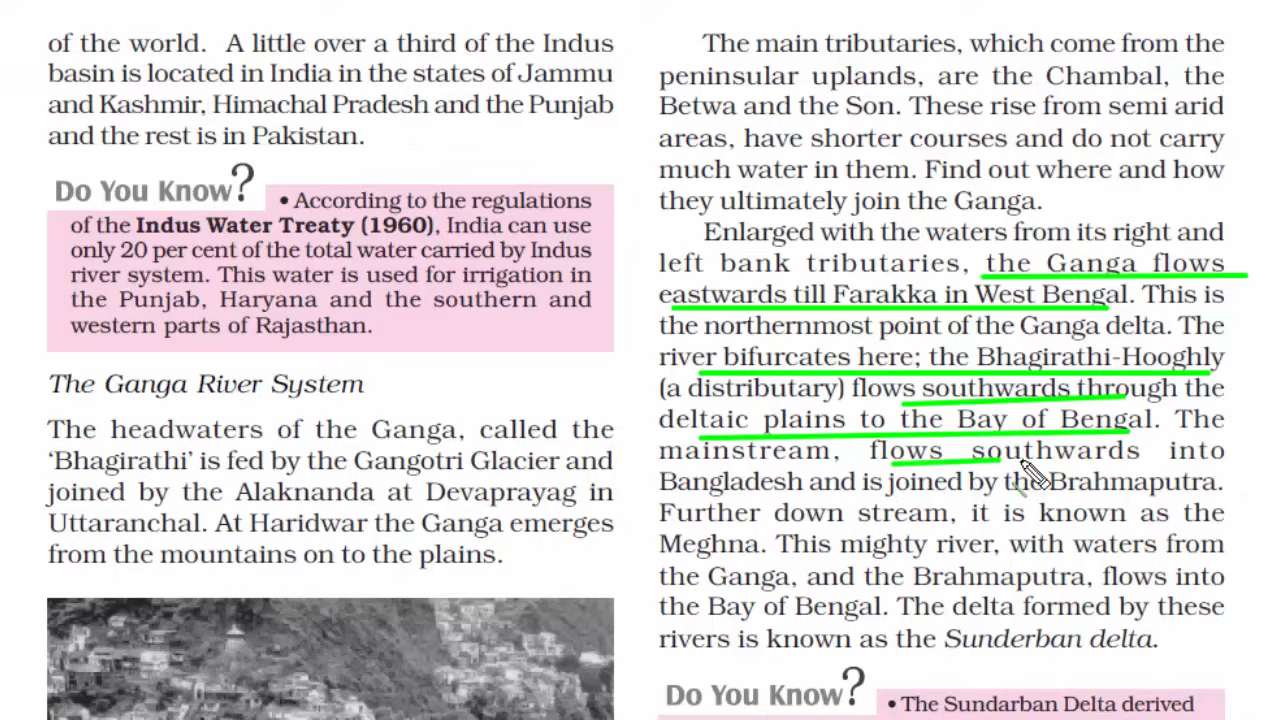 of the world. A little over a third of the Indus
basin is located in India in the states of Jammu
and Kashmir, Himachal Pradesh and the Punjab
and the rest is in Pakistan.
Do You Know?
• According to the regulations
of the Indus Water Treaty (1960), India can use
only 20 per cent of the total water carried by Indus
river system. This water is used for irrigation in
the Punjab, Haryana and the southern and
western parts of Rajasthan.
The Ganga River System
The headwaters of the Ganga, called the
‘Bhagirathi’ is fed by the Gangotri Glacier and
joined by the Alaknanda at Devaprayag in
Uttaranchal. At Haridwar the Ganga emerges
from the mountains on to the plains.
The main tributaries, which come from the
peninsular uplands, are the Chambal, the
Betwa and the Son. These rise from semi arid
areas, have shorter courses and do not carry
much water in them. Find out where and how
they ultimately join the Ganga.
Enlarged with the waters from its right and
left bank tributaries, the Ganga flows
eastwards till Farakka in West Bengal. This is
the northernmost point of the Ganga delta. The
river bifurcates here; the Bhagirathi-Hooghly
(a distributary) flows southwards through the
deltaic plains to the Bay of Bengal. The
mainstream, flows southwards into
Bangladesh and is joined by the Brahmaputra.
Further down stream, it is known as the
Meghna. This mighty river, with waters from
the Ganga, and the Brahmaputra, flows into
the Bay of Bengal. The delta formed by these
rivers is known as the Sunderban delta.
Do You Know?
• The Sundarban Delta derived